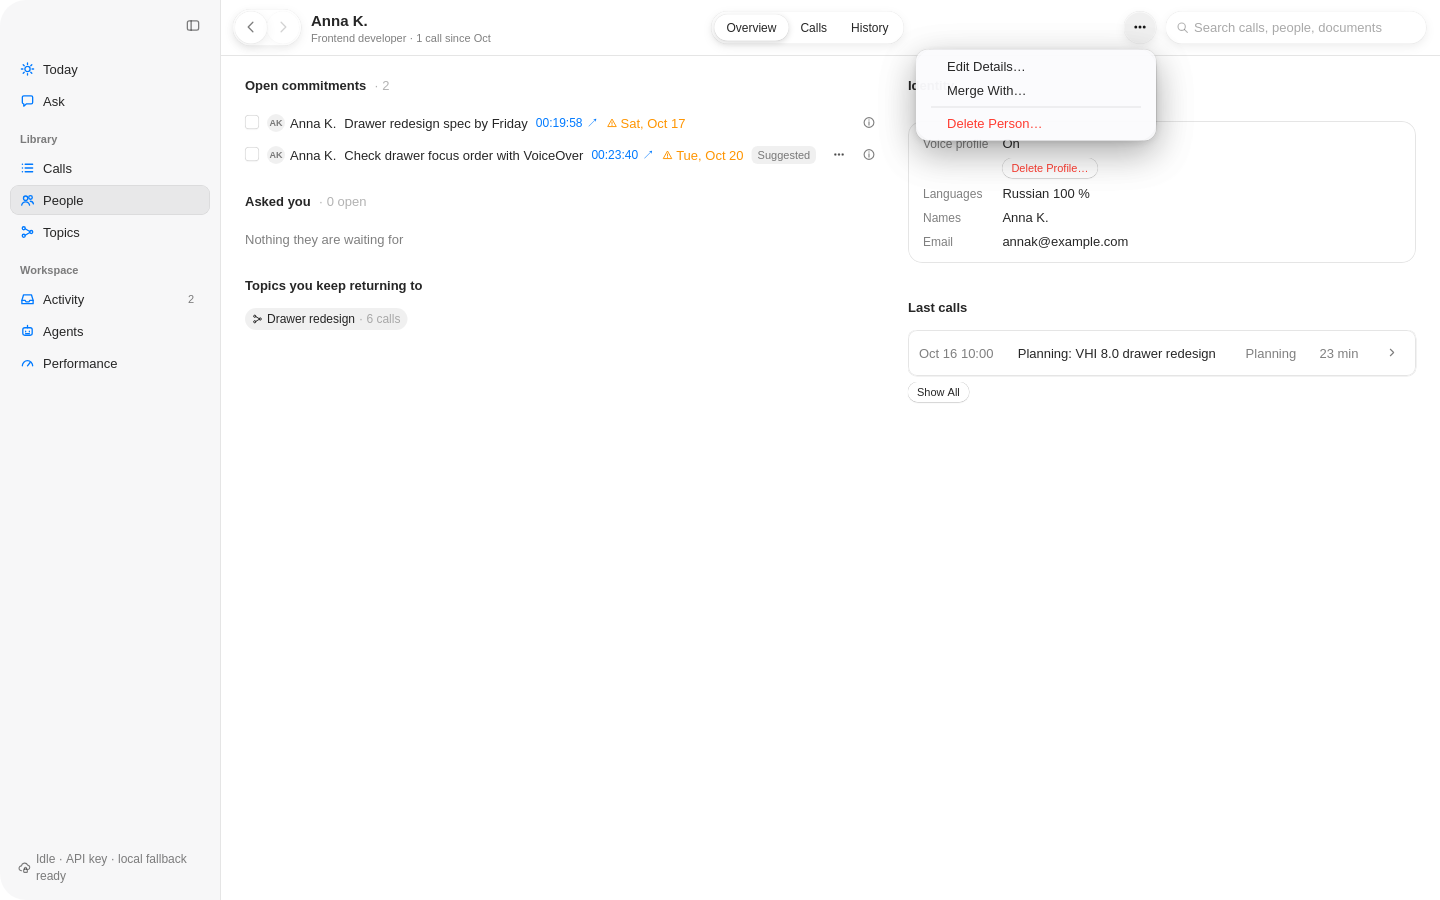 Anna K.
Frontend developer · 1 call since Oct
Overview
Calls
History
Search calls, people, documents
Today
Ask
Library
Calls
People
Topics
Workspace
Activity
2
Agents
Performance
Idle · API key · local fallback
ready
Open commitments · 2
AK Anna K. Drawer redesign spec by Friday 00:19:58 Sat, Oct 17
AK Anna K. Check drawer focus order with VoiceOver 00:23:40 Tue, Oct 20 Suggested
Asked you · 0 open
Nothing they are waiting for
Topics you keep returning to
Drawer redesign · 6 calls
Edit Details…
Merge With…
Delete Person…
Voice profile On
Delete Profile…
Languages Russian 100 %
Names Anna K.
Email annak@example.com
Last calls
Oct 16 10:00 Planning: VHI 8.0 drawer redesign Planning 23 min
Show All